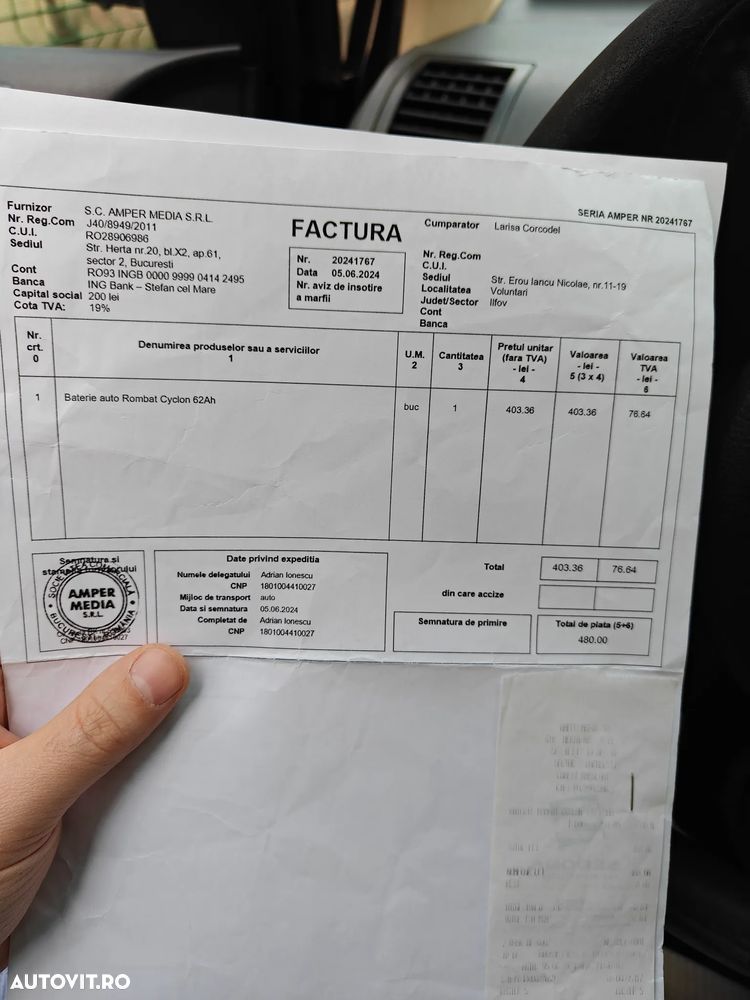 SERIA AMPER NR 20241767
Furnizor S.C. AMPER MEDIA S.R.L.
Nr. Reg.Com J40/8949/2011
C.U.I. RO28906986
Sediul Str. Herta nr.20, bl.X2, ap.61,
sector 2, Bucuresti
Cont RO93 INGB 0000 9999 0414 2495
Banca ING Bank – Stefan cel Mare
Capital social 200 lei
Cota TVA: 19%
FACTURA
Nr. 20241767
Data 05.06.2024
Nr. aviz de insotire
a marfii
Cumparator Larisa Corcodel
Nr. Reg.Com
C.U.I.
Sediul Str. Erou Iancu Nicolae, nr.11-19
Localitatea Voluntari
Judet/Sector Ilfov
Cont
Banca
Nr. crt. 0
Denumirea produselor sau a serviciilor 1
U.M. 2
Cantitatea 3
Pretul unitar (fara TVA) - lei - 4
Valoarea - lei - 5 (3 x 4)
Valoarea TVA - lei - 6
1 Baterie auto Rombat Cyclon 62Ah buc 1 403.36 403.36 76.64
Semnatura si
AMPER
MEDIA
S.R.L.
Date privind expeditia
Numele delegatului Adrian Ionescu
CNP 1801004410027
Mijloc de transport auto
Data si semnatura 05.06.2024
Completat de Adrian Ionescu
CNP 1801004410027
Total 403.36 76.64
din care accize
Semnatura de primire
Total de plata (5+6)
480.00
AUTOVIT.RO